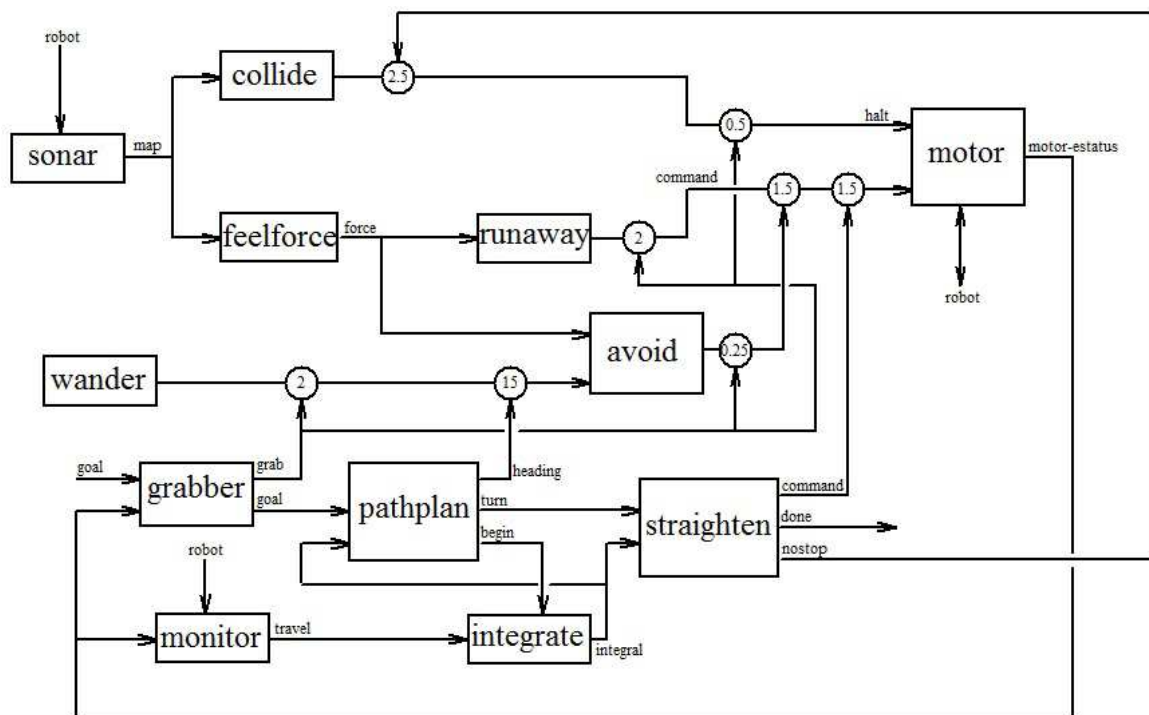 robot
collide
2.5
sonar
map
0.5
halt
motor
motor-estatus
command
1.5
1.5
feelforce
force
runaway
2
robot
avoid
0.25
wander
2
15
goal
grabber
grab
goal
pathplan
heading
turn
begin
straighten
command
done
nostop
robot
monitor
travel
integrate
integral